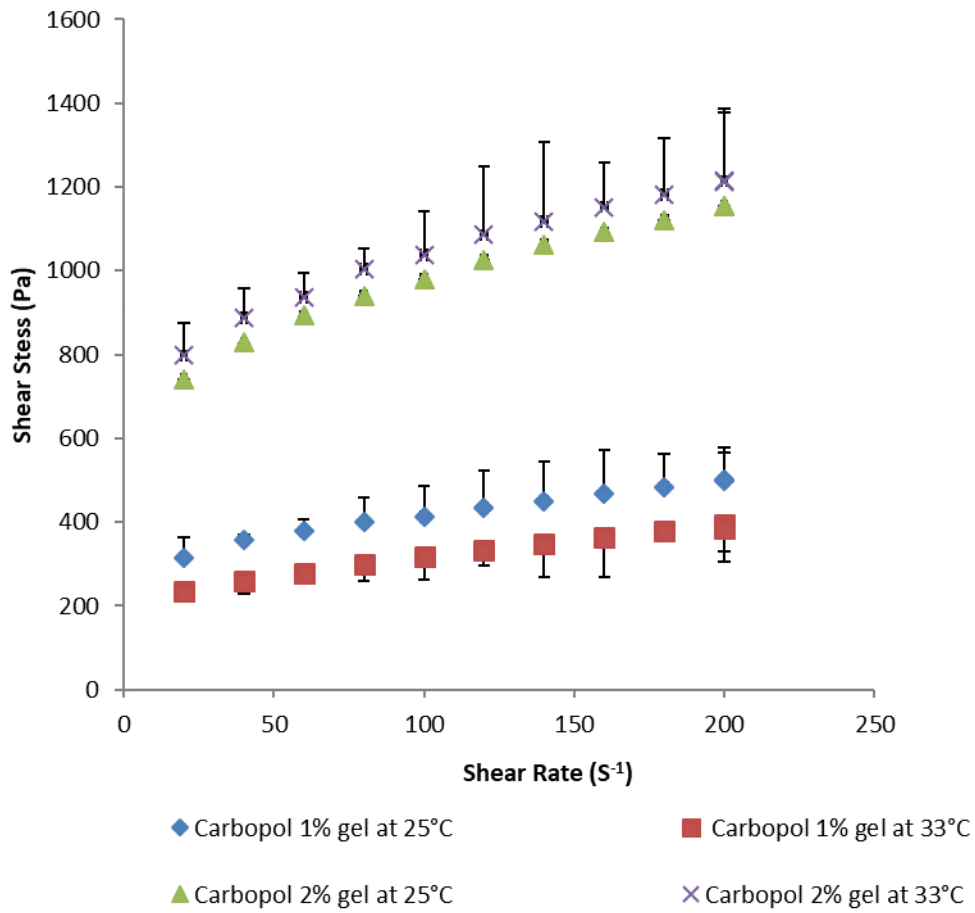 1600
1400
1200
1000
800
600
400
200
0
Shear Stess (Pa)
0 50 100 150 200 250
Shear Rate (S⁻¹)
Carbopol 1% gel at 25°C Carbopol 1% gel at 33°C
Carbopol 2% gel at 25°C Carbopol 2% gel at 33°C